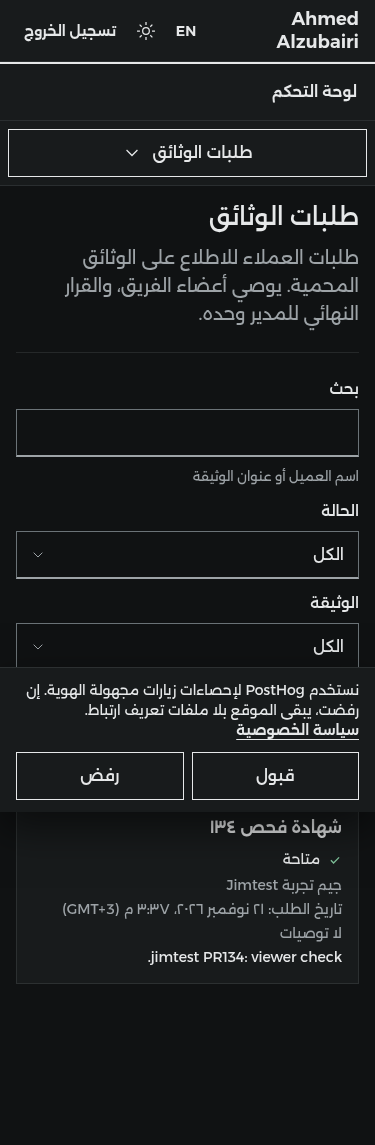 Ahmed
Alzubairi
EN
تسجيل الخروج
لوحة التحكم
طلبات الوثائق
طلبات الوثائق
طلبات العملاء للاطلاع على الوثائق
المحمية. يوصي أعضاء الفريق، والقرار
النهائي للمدير وحده.
بحث
اسم العميل أو عنوان الوثيقة
الحالة
الكل
الوثيقة
الكل
نستخدم PostHog لإحصاءات زيارات مجهولة الهوية. إن
رفضت، يبقى الموقع بلا ملفات تعريف ارتباط.
سياسة الخصوصية
قبول
رفض
شهادة فحص ١٣٤
متاحة
جيم تجربة Jimtest
تاريخ الطلب: ٢١ نوفمبر ٢٠٢٦، ٣:٣٧ م (GMT+3)
لا توصيات
jimtest PR134: viewer check.